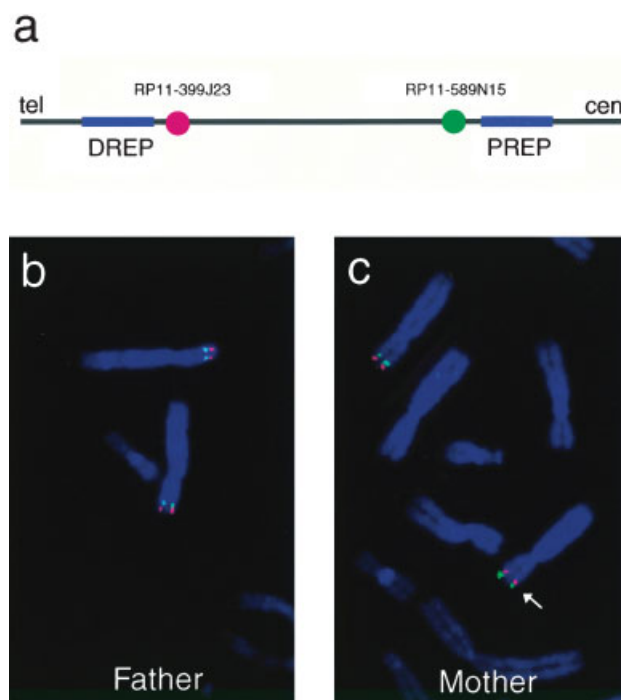 a
RP11-399J23
RP11-589N15
tel
cen
DREP
PREP
b
c
Father
Mother